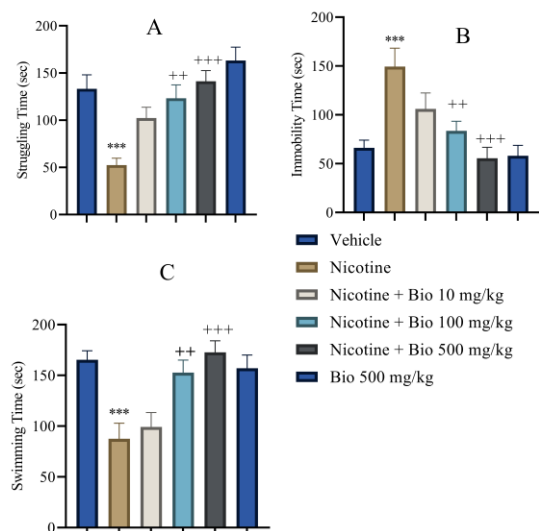 A
Struggling Time (sec)
200
150
100
50
0
***
++
+++
B
Immobility Time (sec)
200
150
100
50
0
***
++
+++
Vehicle
Nicotine
Nicotine + Bio 10 mg/kg
Nicotine + Bio 100 mg/kg
Nicotine + Bio 500 mg/kg
Bio 500 mg/kg
C
Swimming Time (sec)
200
150
100
50
0
***
++
+++